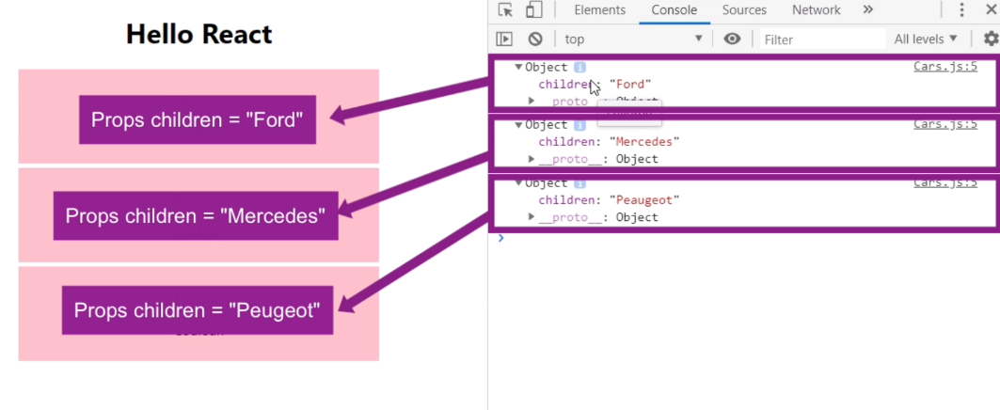 Hello React
Props children = "Ford"
Props children = "Mercedes"
Props children = "Peugeot"
Elements Console Sources Network »
top Filter All levels ▼
▼Object i Cars.js:5
children: "Ford"
▶ __proto__: Object
▼Object i Cars.js:5
children: "Mercedes"
▶ __proto__: Object
▼Object i Cars.js:5
children: "Peaugeot"
▶ __proto__: Object